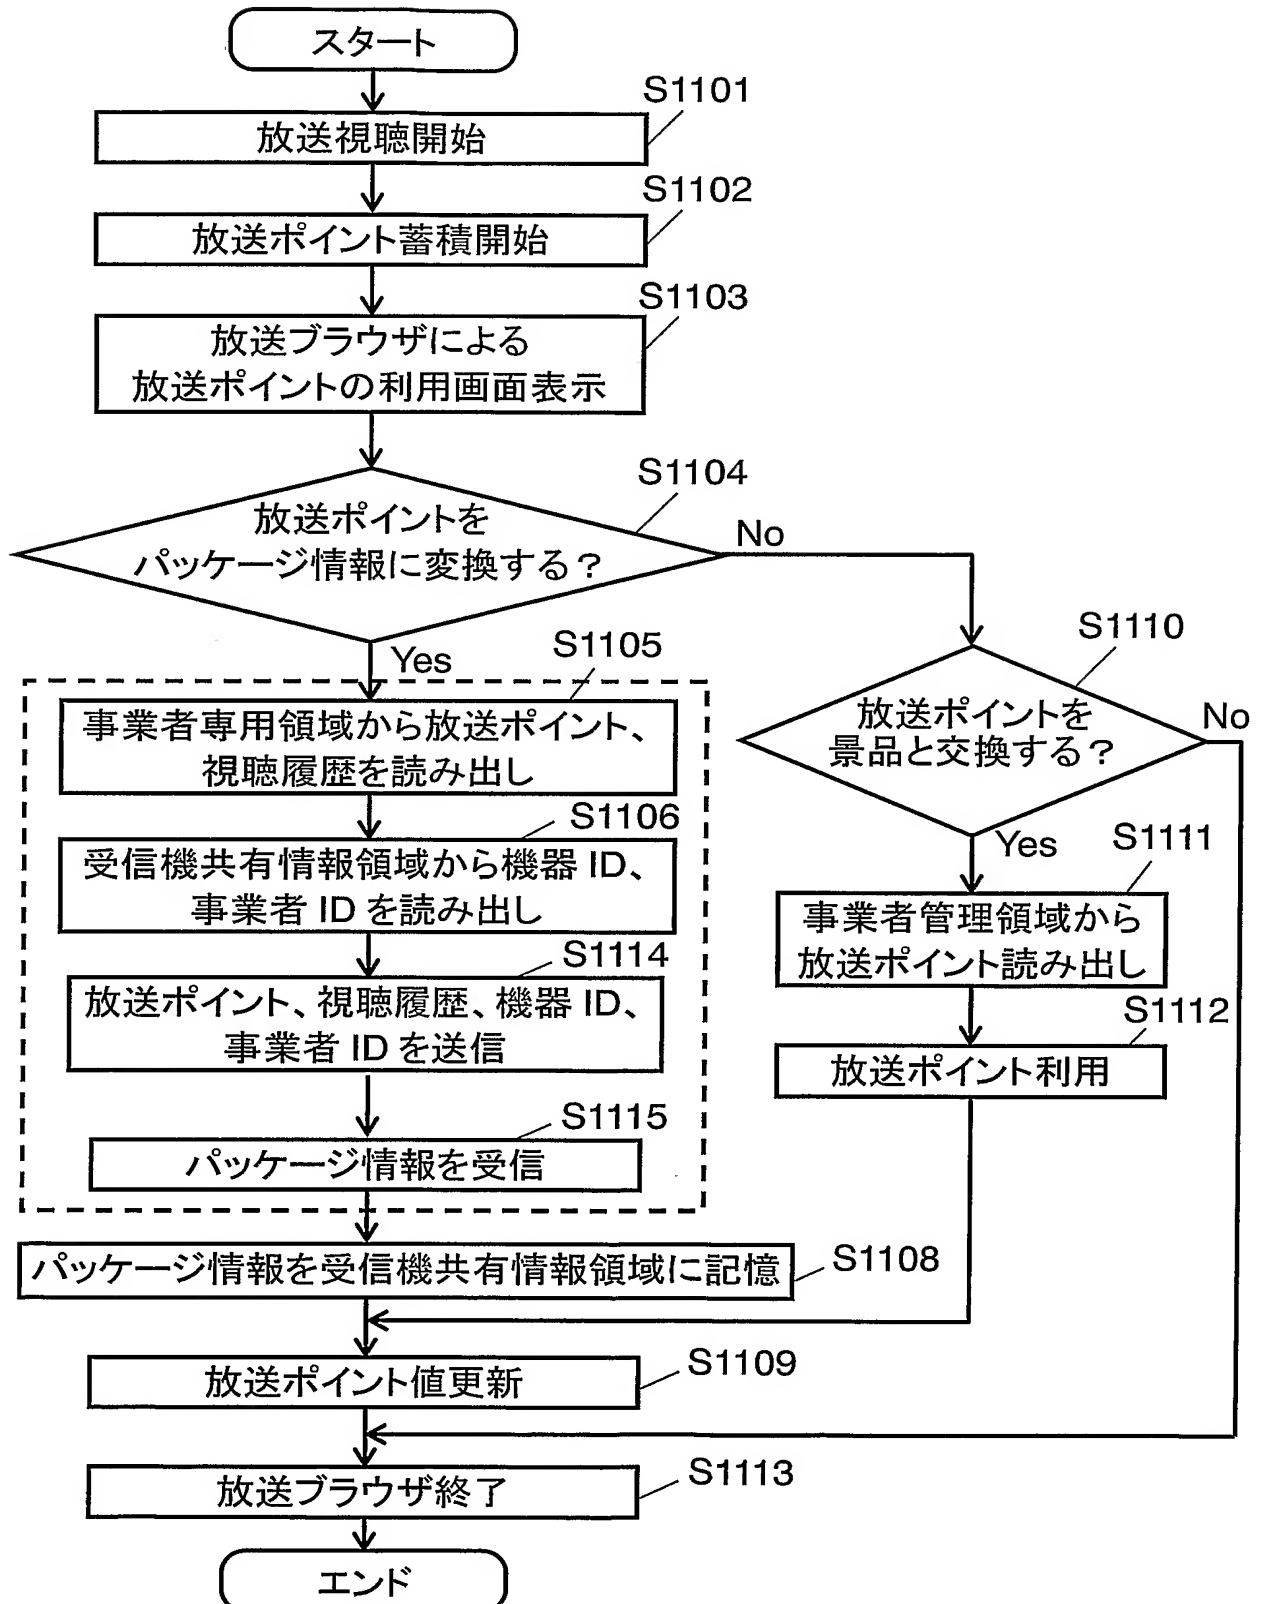 スタート
S1101
放送視聴開始
S1102
放送ポイント蓄積開始
S1103
放送ブラウザによる
放送ポイントの利用画面表示
S1104
放送ポイントを
パッケージ情報に変換する？
No
Yes
S1105
事業者専用領域から放送ポイント、
視聴履歴を読み出し
S1106
受信機共有情報領域から機器 ID、
事業者 ID を読み出し
S1114
放送ポイント、視聴履歴、機器 ID、
事業者 ID を送信
S1115
パッケージ情報を受信
S1110
放送ポイントを
景品と交換する？
No
Yes
S1111
事業者管理領域から
放送ポイント読み出し
S1112
放送ポイント利用
パッケージ情報を受信機共有情報領域に記憶
S1108
放送ポイント値更新
S1109
放送ブラウザ終了
S1113
エンド